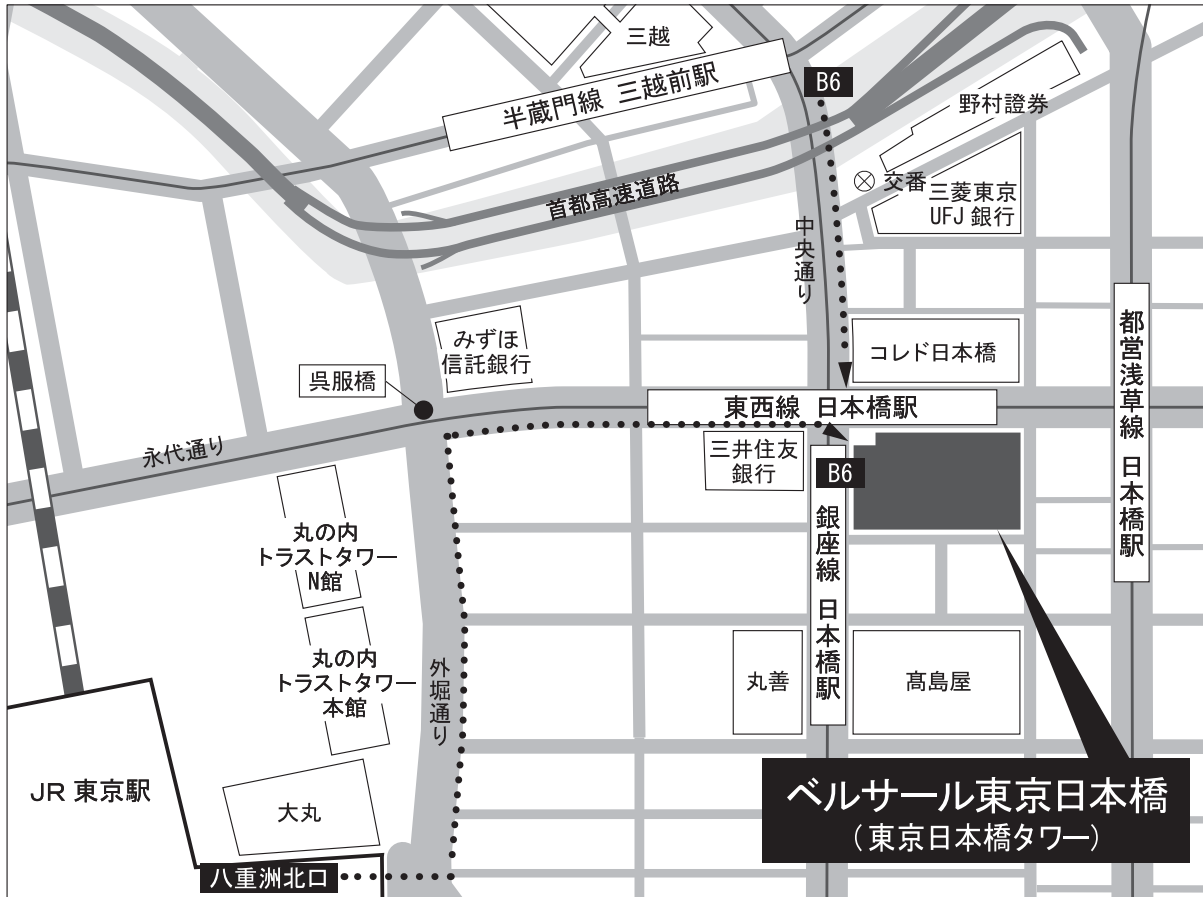 三越
半蔵門線 三越前駅
B6
野村證券
交番
三菱東京
UFJ 銀行
首都高速道路
中央通り
みずほ
信託銀行
コレド日本橋
呉服橋
東西線 日本橋駅
都営浅草線 日本橋駅
永代通り
三井住友
銀行
B6
銀座線 日本橋駅
丸の内
トラストタワー
N館
丸の内
トラストタワー
本館
外堀通り
丸善
髙島屋
JR 東京駅
大丸
ベルサール東京日本橋
（東京日本橋タワー）
八重洲北口